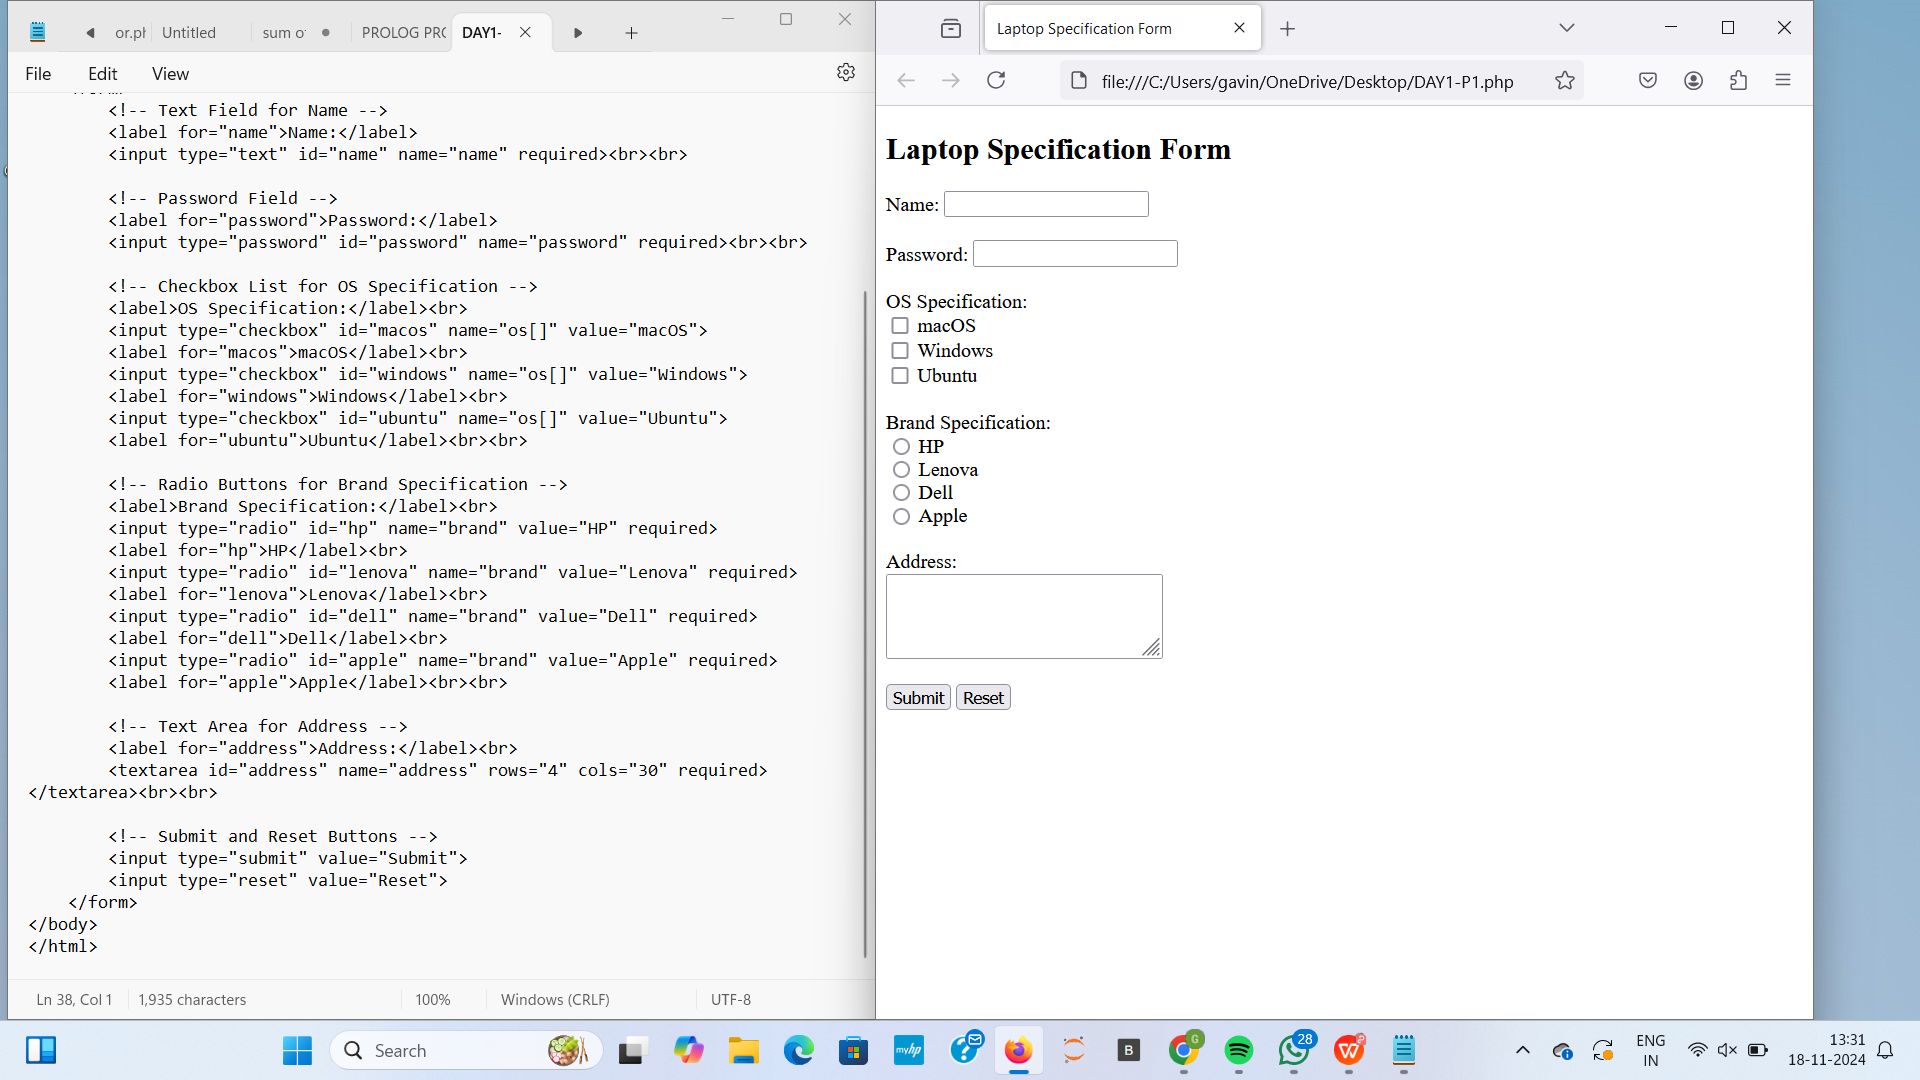 or.ph
Untitled
sum o
PROLOG PRO
DAY1-
File
Edit
View
<!-- Text Field for Name -->
<label for="name">Name:</label>
<input type="text" id="name" name="name" required><br><br>
<!-- Password Field -->
<label for="password">Password:</label>
<input type="password" id="password" name="password" required><br><br>
<!-- Checkbox List for OS Specification -->
<label>OS Specification:</label><br>
<input type="checkbox" id="macos" name="os[]" value="macOS">
<label for="macos">macOS</label><br>
<input type="checkbox" id="windows" name="os[]" value="Windows">
<label for="windows">Windows</label><br>
<input type="checkbox" id="ubuntu" name="os[]" value="Ubuntu">
<label for="ubuntu">Ubuntu</label><br><br>
<!-- Radio Buttons for Brand Specification -->
<label>Brand Specification:</label><br>
<input type="radio" id="hp" name="brand" value="HP" required>
<label for="hp">HP</label><br>
<input type="radio" id="lenova" name="brand" value="Lenova" required>
<label for="lenova">Lenova</label><br>
<input type="radio" id="dell" name="brand" value="Dell" required>
<label for="dell">Dell</label><br>
<input type="radio" id="apple" name="brand" value="Apple" required>
<label for="apple">Apple</label><br><br>
<!-- Text Area for Address -->
<label for="address">Address:</label><br>
<textarea id="address" name="address" rows="4" cols="30" required>
</textarea><br><br>
<!-- Submit and Reset Buttons -->
<input type="submit" value="Submit">
<input type="reset" value="Reset">
</form>
</body>
</html>
Ln 38, Col 1
1,935 characters
100%
Windows (CRLF)
UTF-8
Laptop Specification Form
file:///C:/Users/gavin/OneDrive/Desktop/DAY1-P1.php
Laptop Specification Form
Name:
Password:
OS Specification:
macOS
Windows
Ubuntu
Brand Specification:
HP
Lenova
Dell
Apple
Address:
Submit Reset
Search
myhp
B
G
28
ENG
IN
13:31
18-11-2024